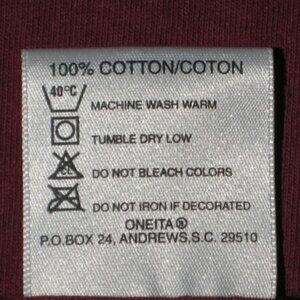 100% COTTON/COTON
40°C MACHINE WASH WARM
TUMBLE DRY LOW
CL DO NOT BLEACH COLORS
DO NOT IRON IF DECORATED
ONEITA®
P.O.BOX 24, ANDREWS,S.C. 29510